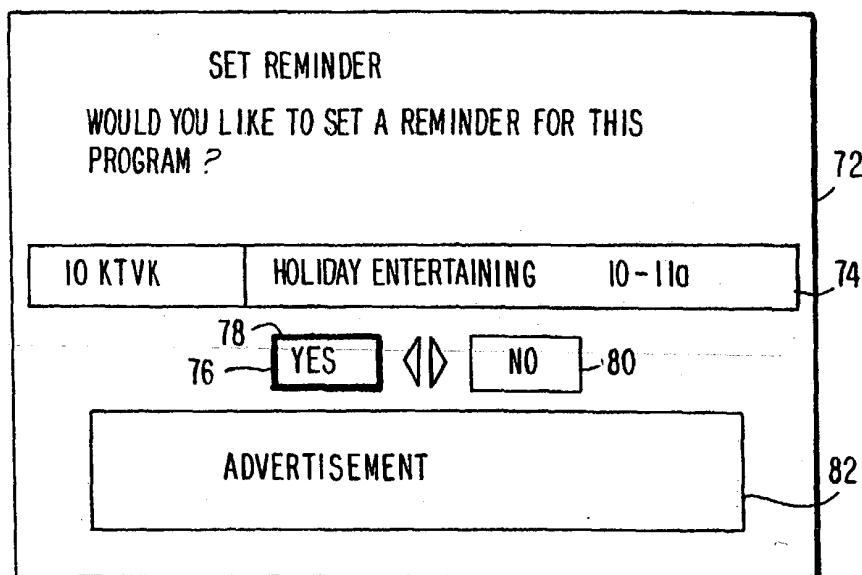 SET REMINDER
WOULD YOU LIKE TO SET A REMINDER FOR THIS
PROGRAM ?
72
10 KTVK HOLIDAY ENTERTAINING 10-11a
74
78
76 YES NO 80
ADVERTISEMENT
82